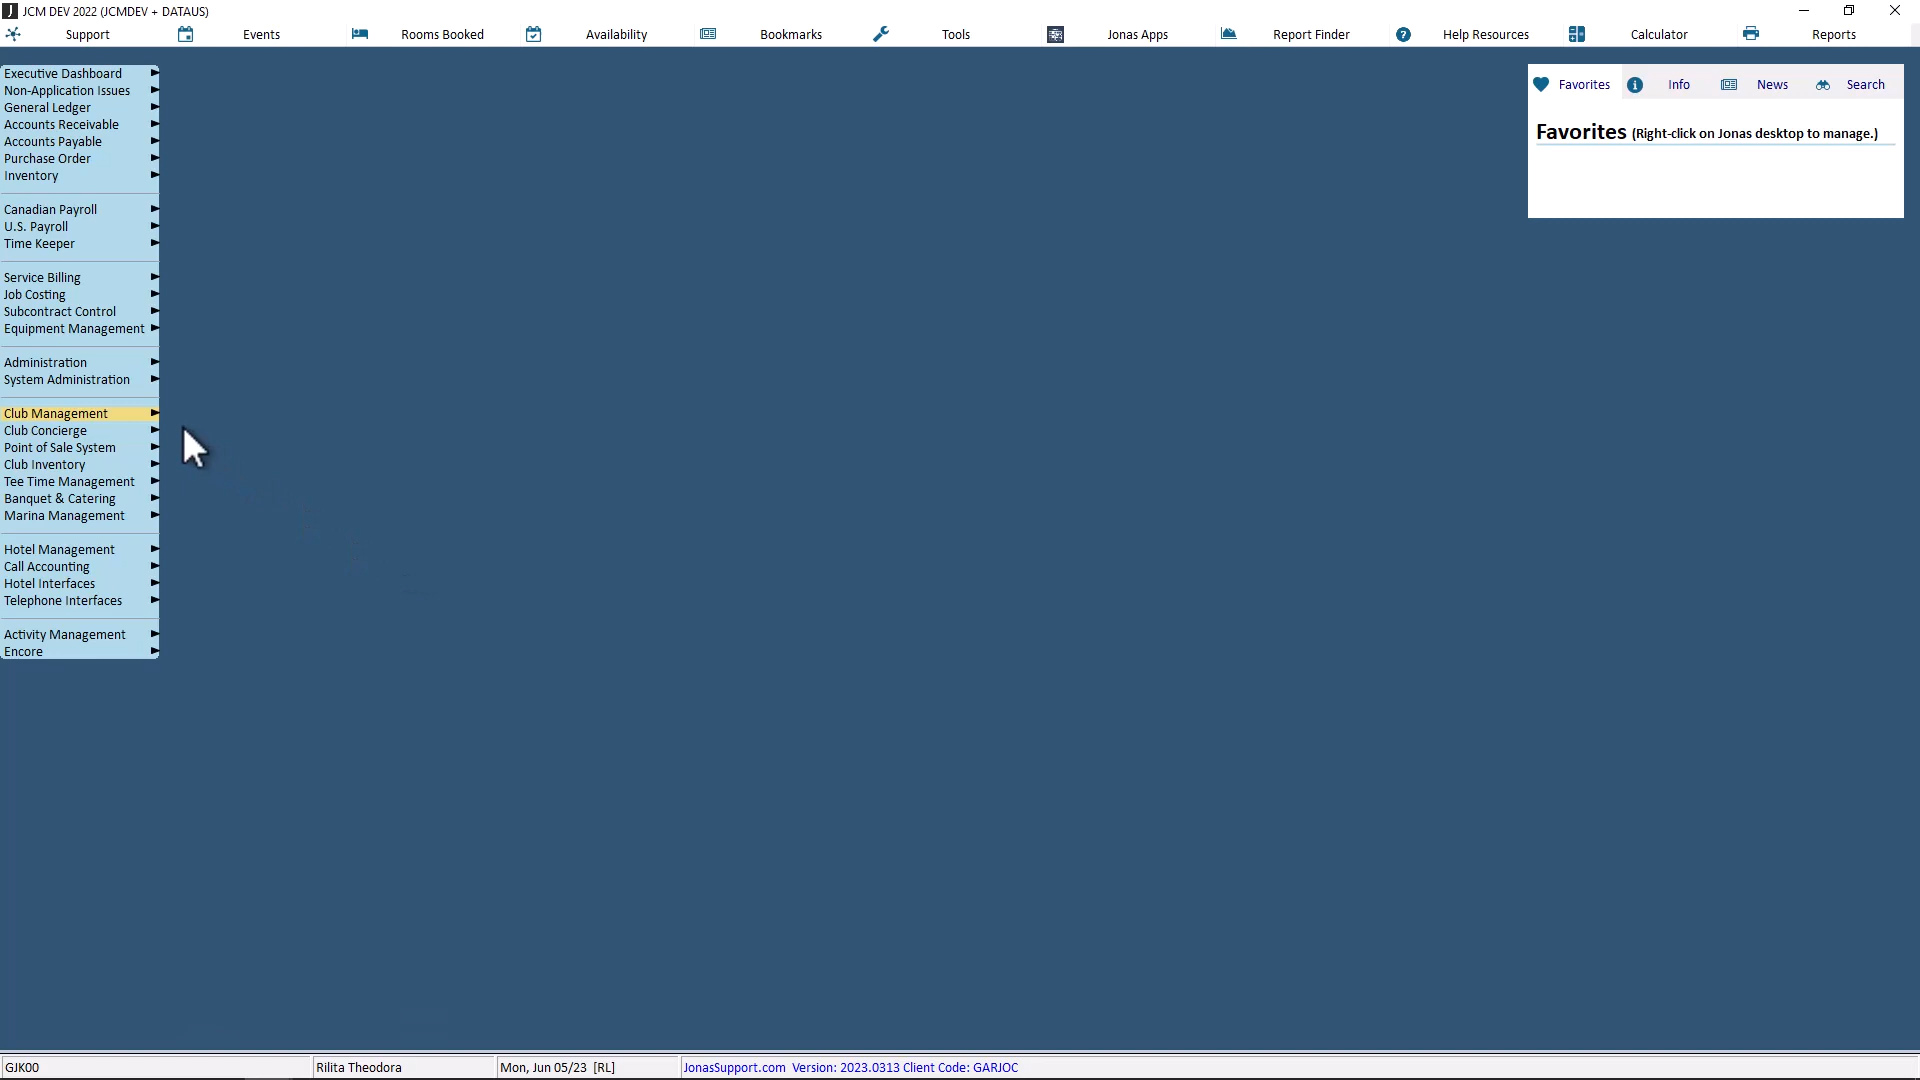 JCM DEV 2022 (JCMDEV + DATAUS)
Support Events Rooms Booked Availability Bookmarks Tools Jonas Apps Report Finder Help Resources Calculator Reports
Executive Dashboard
Non-Application Issues
General Ledger
Accounts Receivable
Accounts Payable
Purchase Order
Inventory
Canadian Payroll
U.S. Payroll
Time Keeper
Service Billing
Job Costing
Subcontract Control
Equipment Management
Administration
System Administration
Club Management
Club Concierge
Point of Sale System
Club Inventory
Tee Time Management
Banquet & Catering
Marina Management
Hotel Management
Call Accounting
Hotel Interfaces
Telephone Interfaces
Activity Management
Encore
Favorites Info News Search
Favorites (Right-click on Jonas desktop to manage.)
GJK00 Rilita Theodora Mon, Jun 05/23 [RL] JonasSupport.com Version: 2023.0313 Client Code: GARJOC